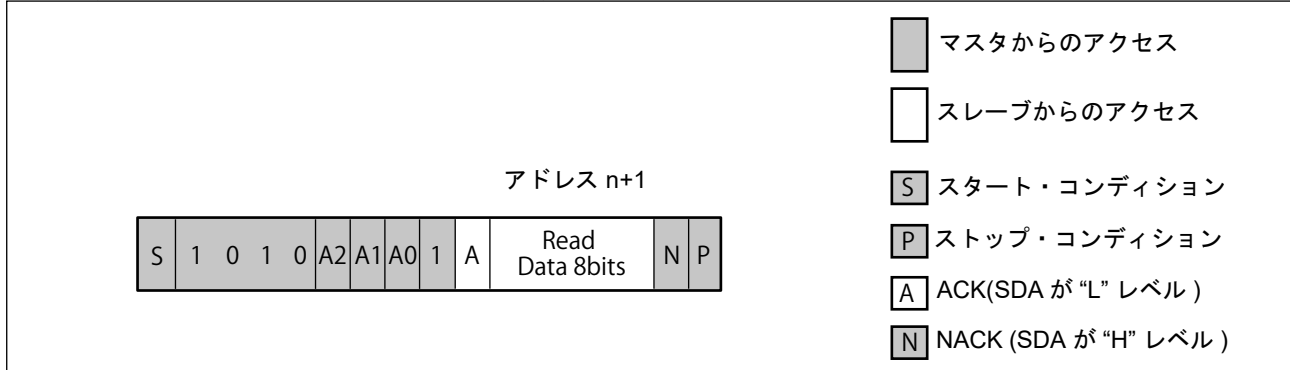 アドレス n+1
S 1 0 1 0 A2 A1 A0 1 A Read Data 8bits N P
マスタからのアクセス
スレーブからのアクセス
S スタート・コンディション
P ストップ・コンディション
A ACK(SDA が “L” レベル )
N NACK (SDA が “H” レベル )